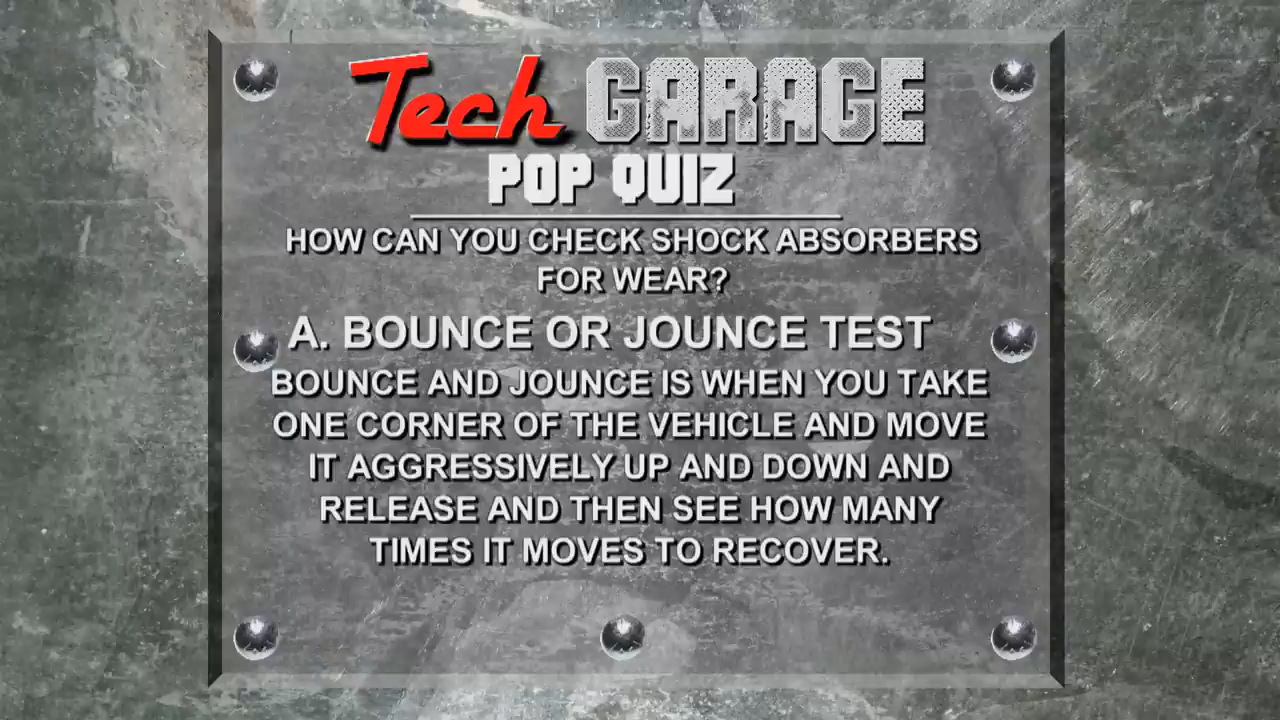 Tech GARAGE
POP QUIZ
HOW CAN YOU CHECK SHOCK ABSORBERS
FOR WEAR?
A. BOUNCE OR JOUNCE TEST
BOUNCE AND JOUNCE IS WHEN YOU TAKE
ONE CORNER OF THE VEHICLE AND MOVE
IT AGGRESSIVELY UP AND DOWN AND
RELEASE AND THEN SEE HOW MANY
TIMES IT MOVES TO RECOVER.